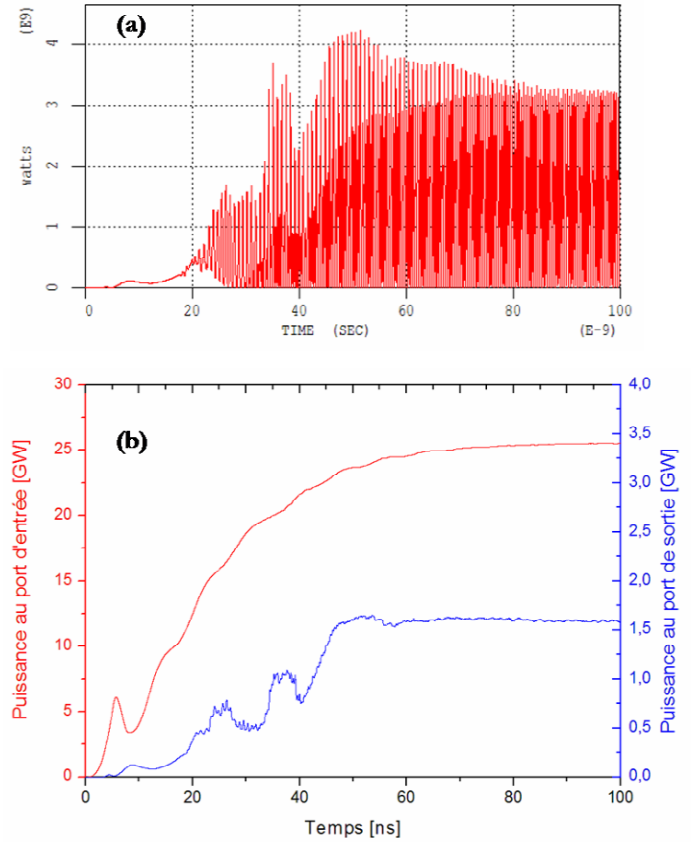 (E9)
(a)
4
3
watts
2
1
0
0 20 40 60 80 100
TIME (SEC) (E-9)
30 4,0
(b)
25 3,5
3,0
20 2,5
15 2,0
10 1,5
1,0
5 0,5
0 0,0
Puissance au port d'entrée [GW]
Puissance au port de sortie [GW]
0 20 40 60 80 100
Temps [ns]